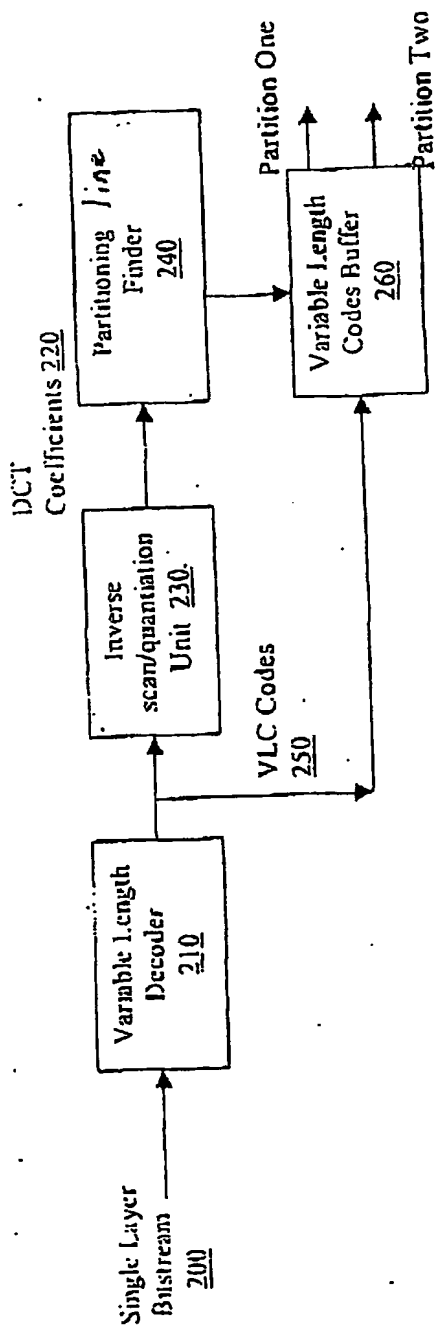 Single Layer
Bitstream
200
Variable Length
Decoder
210
Inverse
scan/quantiation
Unit 230.
VLC Codes
250
DCT
Coefficients 220
Partitioning line
Finder
240
Variable Length
Codes Buffer
260
Partition One
Partition Two